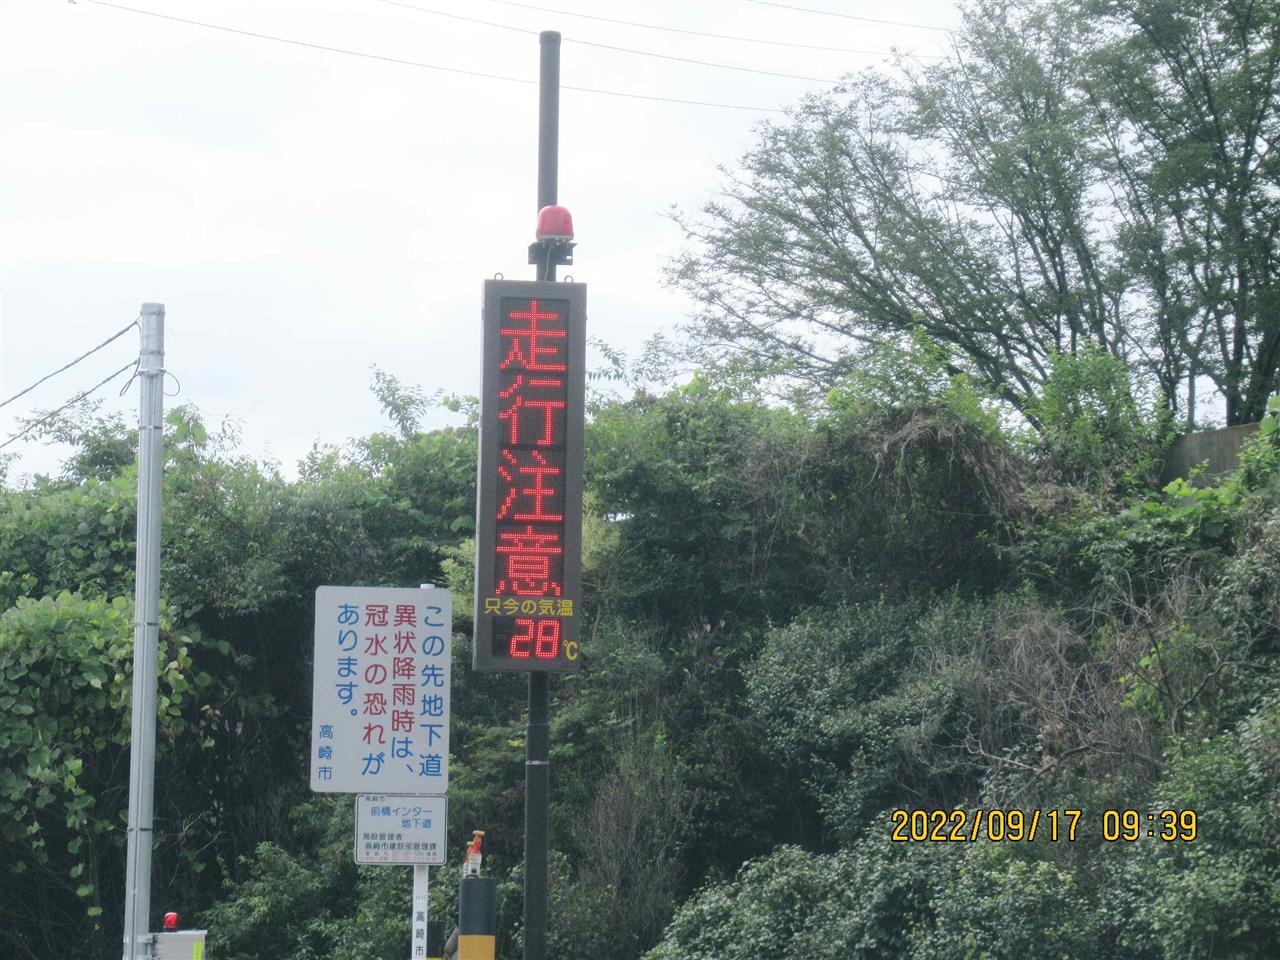 走行注意
只今の気温
28℃
この先地下道
異状降雨時は、
冠水の恐れが
あります。
高崎市
高崎市
前橋インター
地下道
施設管理者
高崎市建設部管理課
高崎市
2022/09/17 09:39